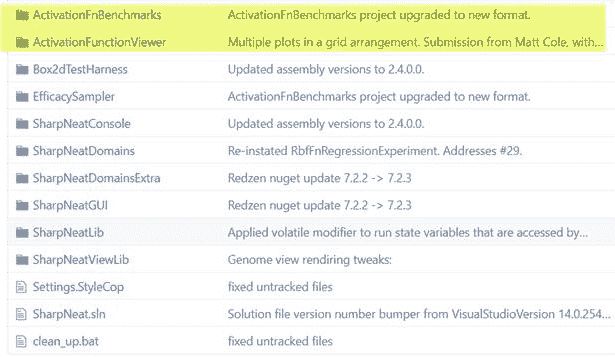 ActivationFnBenchmarks ActivationFnBenchmarks project upgraded to new format.
ActivationFunctionViewer Multiple plots in a grid arrangement. Submission from Matt Cole, with...
Box2dTestHarness Updated assembly versions to 2.4.0.0.
EfficacySampler ActivationFnBenchmarks project upgraded to new format.
SharpNeatConsole Updated assembly versions to 2.4.0.0.
SharpNeatDomains Re-instated RbfFnRegressionExperiment. Addresses #29.
SharpNeatDomainsExtra Redzen nuget update 7.2.2 -> 7.2.3
SharpNeatGUI Redzen nuget update 7.2.2 -> 7.2.3
SharpNeatLib Applied volatile modifier to run state variables that are accessed by...
SharpNeatViewLib Genome view rendiring tweaks:
Settings.StyleCop fixed untracked files
SharpNeat.sln Solution file version number bumper from VisualStudioVersion 14.0.254...
clean_up.bat fixed untracked files